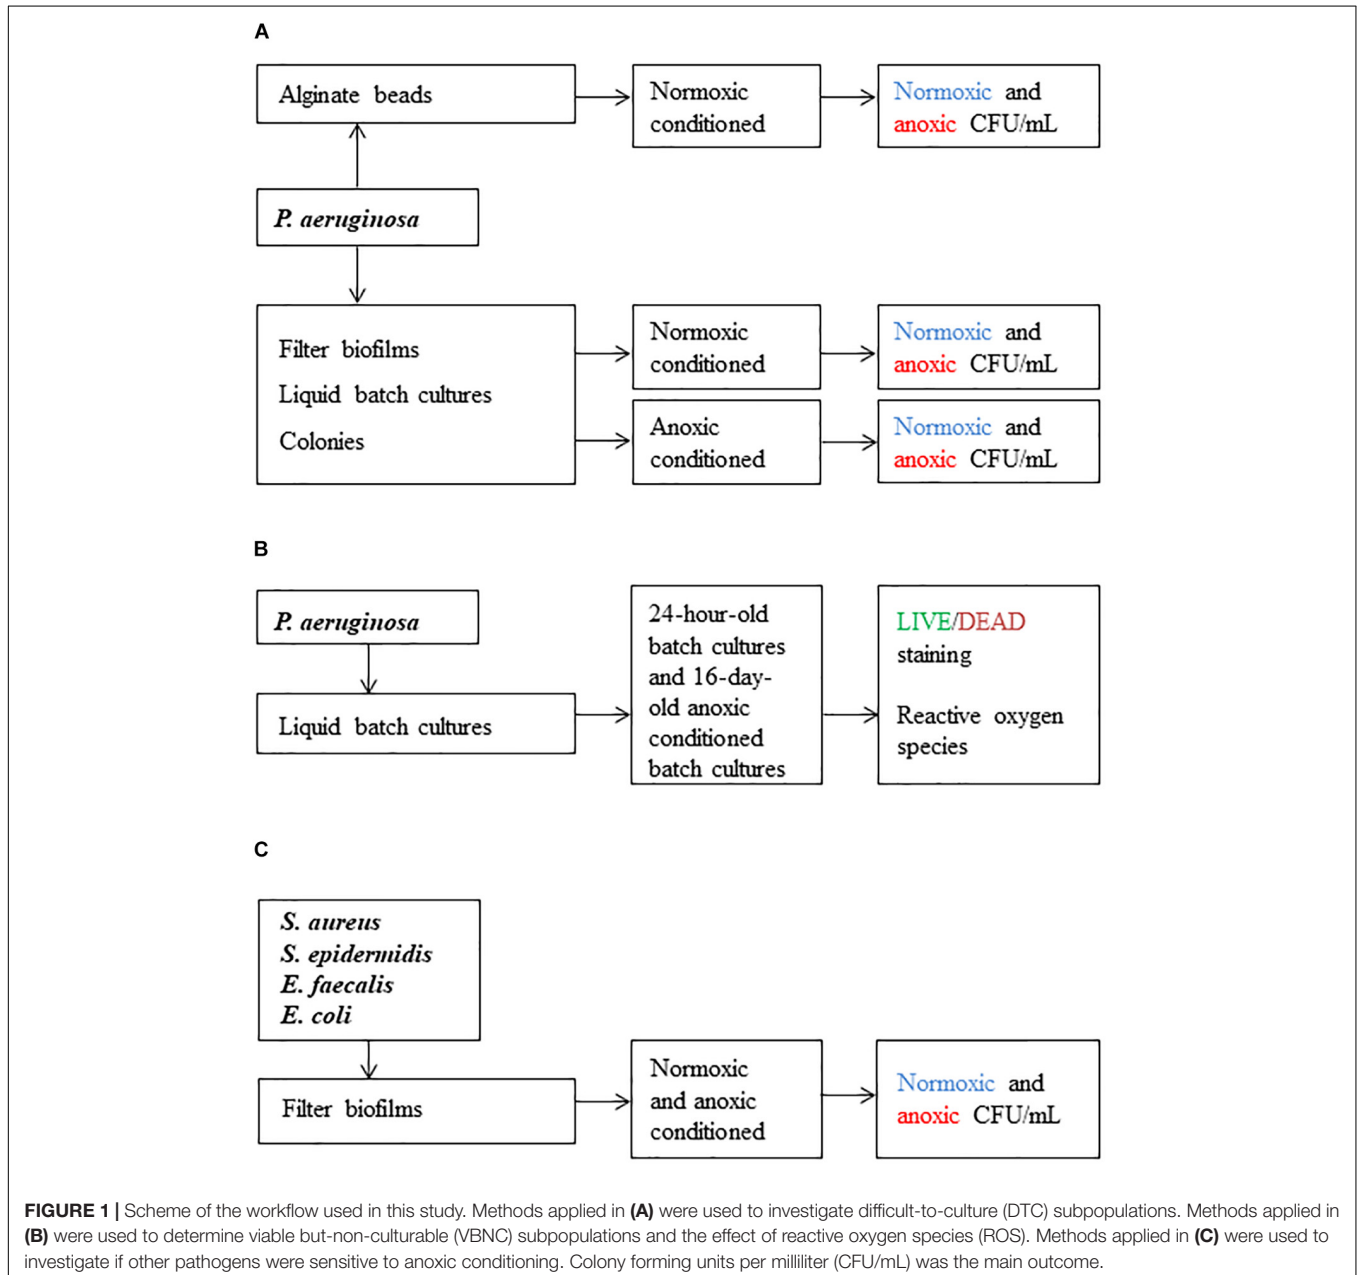 A
Alginate beads
Normoxic
conditioned
Normoxic and
anoxic CFU/mL
P. aeruginosa
Filter biofilms
Liquid batch cultures
Colonies
Normoxic
conditioned
Normoxic and
anoxic CFU/mL
Anoxic
conditioned
Normoxic and
anoxic CFU/mL
B
P. aeruginosa
Liquid batch cultures
24-hour-old
batch cultures
and 16-day-
old anoxic
conditioned
batch cultures
LIVE/DEAD
staining
Reactive oxygen
species
C
S. aureus
S. epidermidis
E. faecalis
E. coli
Filter biofilms
Normoxic
and anoxic
conditioned
Normoxic and
anoxic CFU/mL
FIGURE 1 | Scheme of the workflow used in this study. Methods applied in (A) were used to investigate difficult-to-culture (DTC) subpopulations. Methods applied in
(B) were used to determine viable but-non-culturable (VBNC) subpopulations and the effect of reactive oxygen species (ROS). Methods applied in (C) were used to
investigate if other pathogens were sensitive to anoxic conditioning. Colony forming units per milliliter (CFU/mL) was the main outcome.